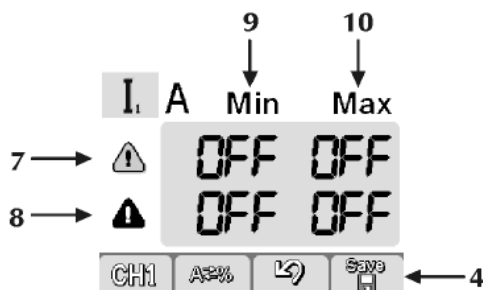 9 10
I₁ A Min Max
7 OFF OFF
8 OFF OFF
CH1 A⇄% Save 4